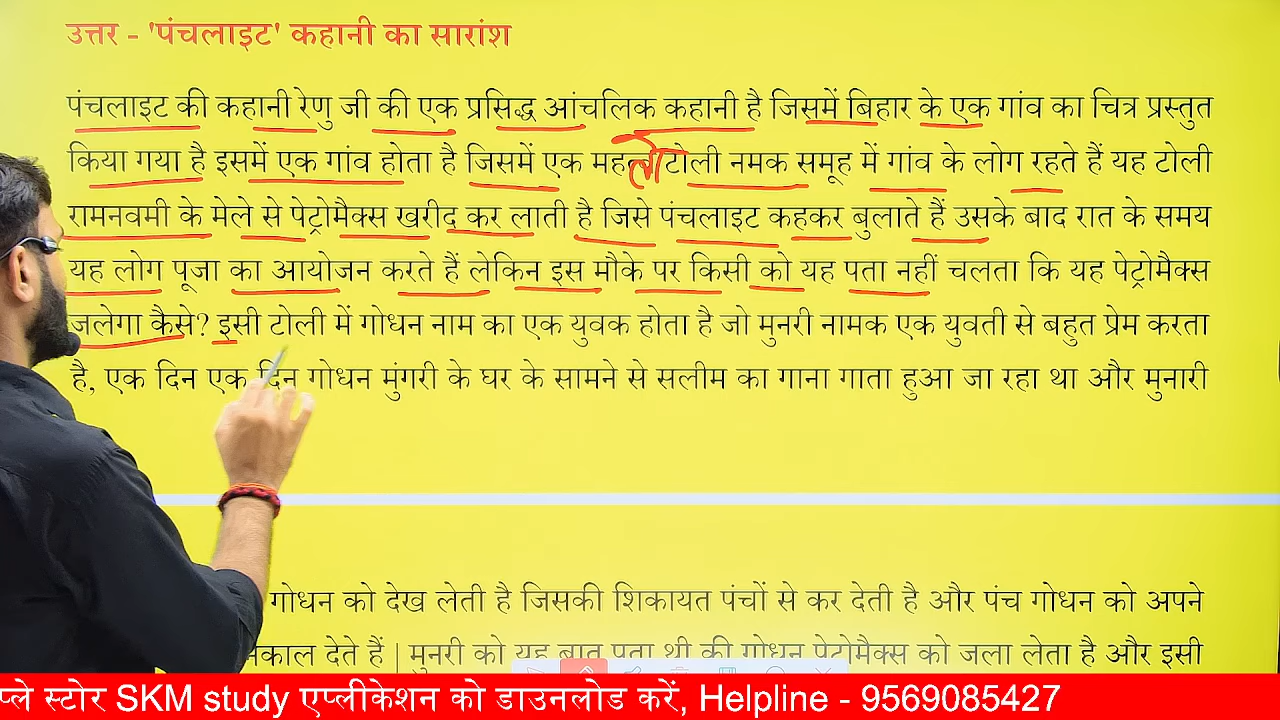 उत्तर - 'पंचलाइट' कहानी का सारांश
पंचलाइट की कहानी रेणु जी की एक प्रसिद्ध आंचलिक कहानी है जिसमें बिहार के एक गांव का चित्र प्रस्तुत
किया गया है इसमें एक गांव होता है जिसमें एक महतो टोली नमक समूह में गांव के लोग रहते हैं यह टोली
रामनवमी के मेले से पेट्रोमैक्स खरीद कर लाती है जिसे पंचलाइट कहकर बुलाते हैं उसके बाद रात के समय
यह लोग पूजा का आयोजन करते हैं लेकिन इस मौके पर किसी को यह पता नहीं चलता कि यह पेट्रोमैक्स
जलेगा कैसे? इसी टोली में गोधन नाम का एक युवक होता है जो मुनरी नामक एक युवती से बहुत प्रेम करता
है, एक दिन एक दिन गोधन मुंगरी के घर के सामने से सलीम का गाना गाता हुआ जा रहा था और मुनारी
गोधन को देख लेती है जिसकी शिकायत पंचों से कर देती है और पंच गोधन को अपने
देते हैं | मुनरी को यह बात पता थी की गोधन पेट्रोमैक्स को जला लेता है और इसी
प्ले स्टोर SKM study एप्लीकेशन को डाउनलोड करें, Helpline - 9569085427